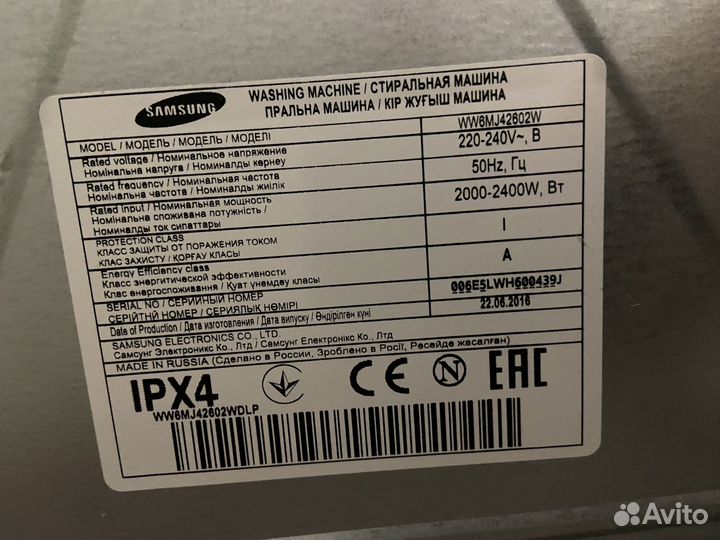 SAMSUNG
WASHING MACHINE / СТИРАЛЬНАЯ МАШИНА
ПРАЛЬНА МАШИНА / КІР ЖУҒЫШ МАШИНА
MODEL / МОДЕЛЬ / МОДЕЛЬ / МОДЕЛІ
WW6MJ42602W
Rated voltage / Номинальное напряжение
Номінальна напруга / Номиналды кернеу
220-240V~, В
Rated frequency / Номинальная частота
Номінальна частота / Номиналды жиілік
50Hz, Гц
Rated Input / Номинальная мощность
Номінальна споживана потужність /
Номиналды ток сипаттары
2000-2400W, Вт
PROTECTION CLASS
КЛАСС ЗАЩИТЫ ОТ ПОРАЖЕНИЯ ТОКОМ
КЛАС ЗАХИСТУ / ҚОРҒАУ КЛАСЫ
I
Energy Efficiency class
Класс энергетической эффективности
Клас енергоспоживання / Қуат үнемдеу класы
A
SERIAL NO / СЕРИЙНЫЙ НОМЕР
СЕРІЙНИЙ НОМЕР / СЕРИЯЛЫҚ НӨМІРІ
006E5LWH600439J
Date of Production / Дата изготовления / Дата випуску / Өндірілген күні
22.06.2016
SAMSUNG ELECTRONICS CO., LTD
Самсунг Электроникс Ко., Лтд / Самсунг Електронікс Ко., Лтд
MADE IN RUSSIA (Сделано в России, Зроблено в Росії, Ресейде жасалған)
IPX4
CE
N
EAC
WW6MJ42602WDLP
Avito